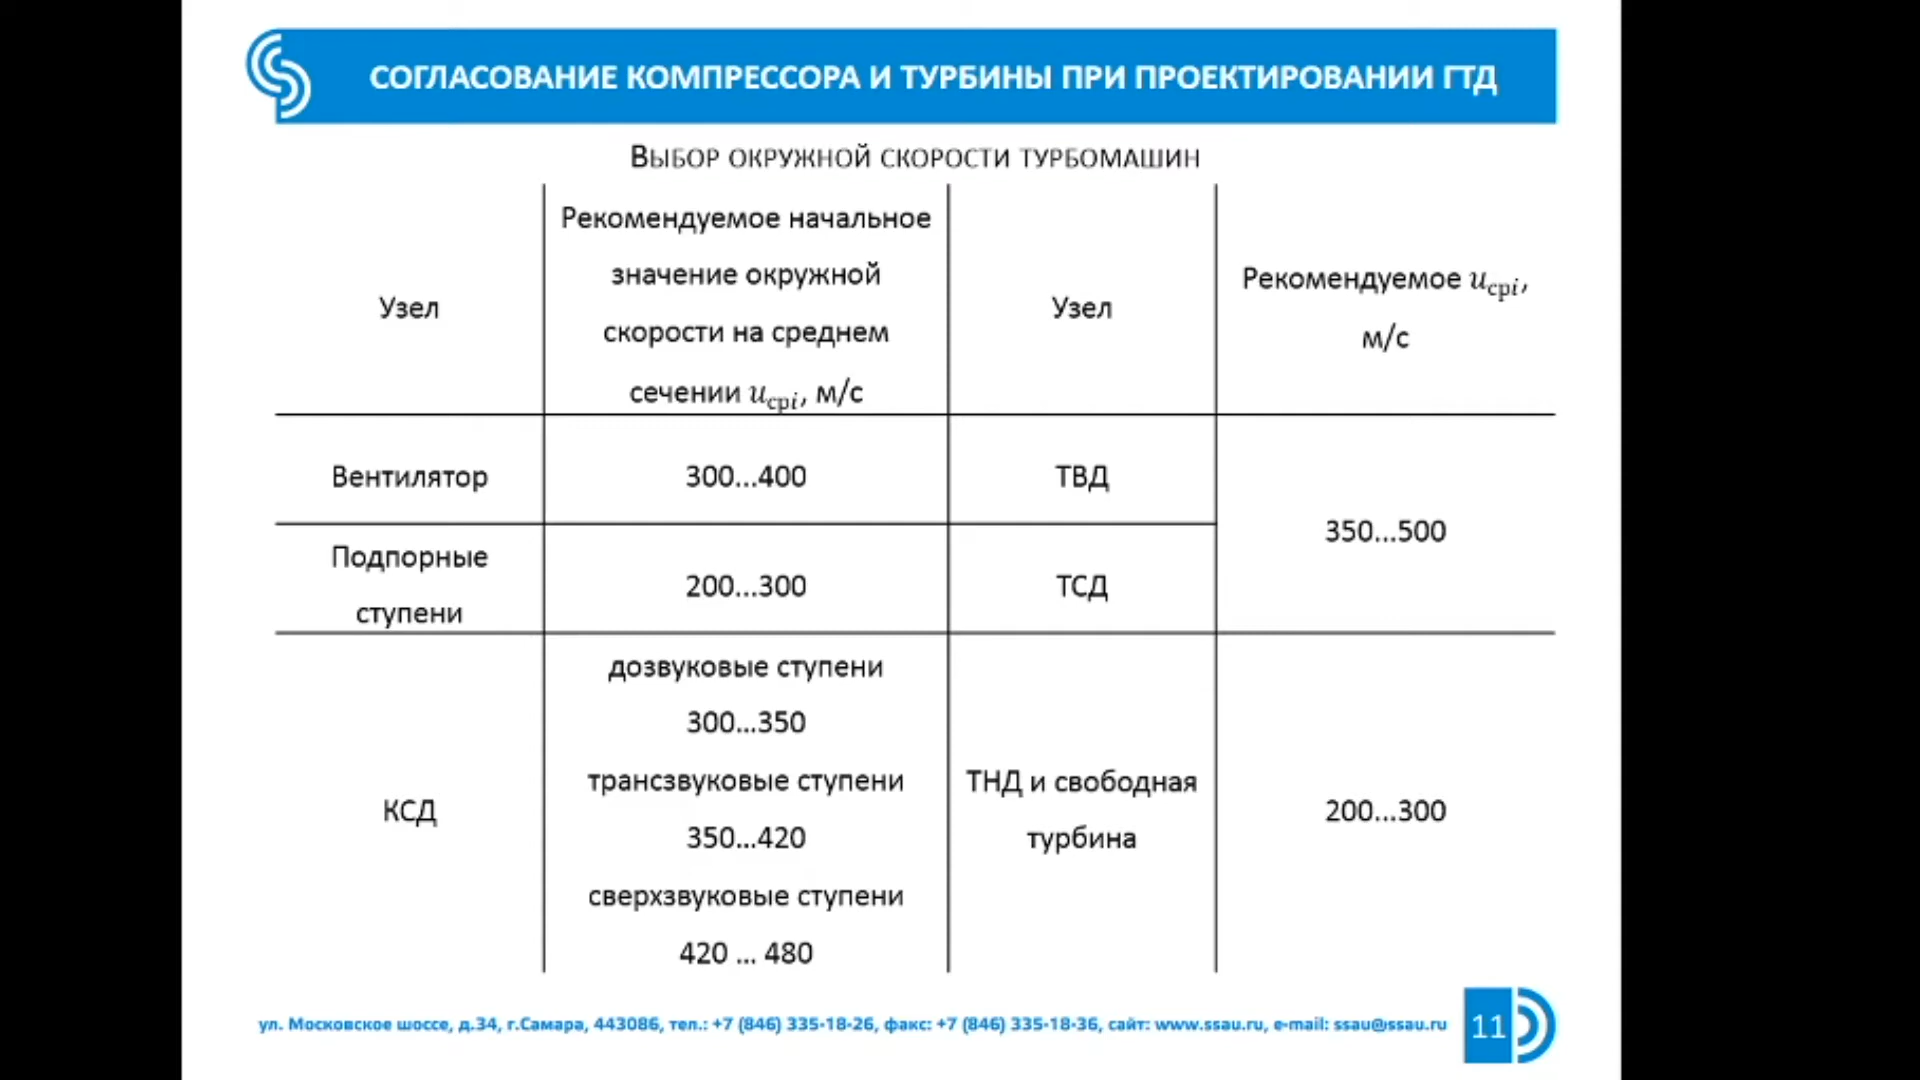 СОГЛАСОВАНИЕ КОМПРЕССОРА И ТУРБИНЫ ПРИ ПРОЕКТИРОВАНИИ ГТД
ВЫБОР ОКРУЖНОЙ СКОРОСТИ ТУРБОМАШИН
Узел
Рекомендуемое начальное
значение окружной
скорости на среднем
сечении u_срi, м/с
Узел
Рекомендуемое u_срi,
м/с
Вентилятор
300...400
ТВД
350...500
Подпорные
ступени
200...300
ТСД
КСД
дозвуковые ступени
300...350
трансзвуковые ступени
350...420
сверхзвуковые ступени
420 ... 480
ТНД и свободная
турбина
200...300
ул. Московское шоссе, д.34, г.Самара, 443086, тел.: +7 (846) 335-18-26, факс: +7 (846) 335-18-36, сайт: www.ssau.ru, e-mail: ssau@ssau.ru
11